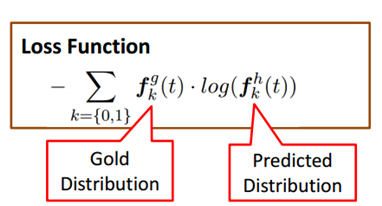 Loss Function
− ∑ f_k^g(t) · log(f_k^h(t))
k={0,1}
Gold Distribution
Predicted Distribution